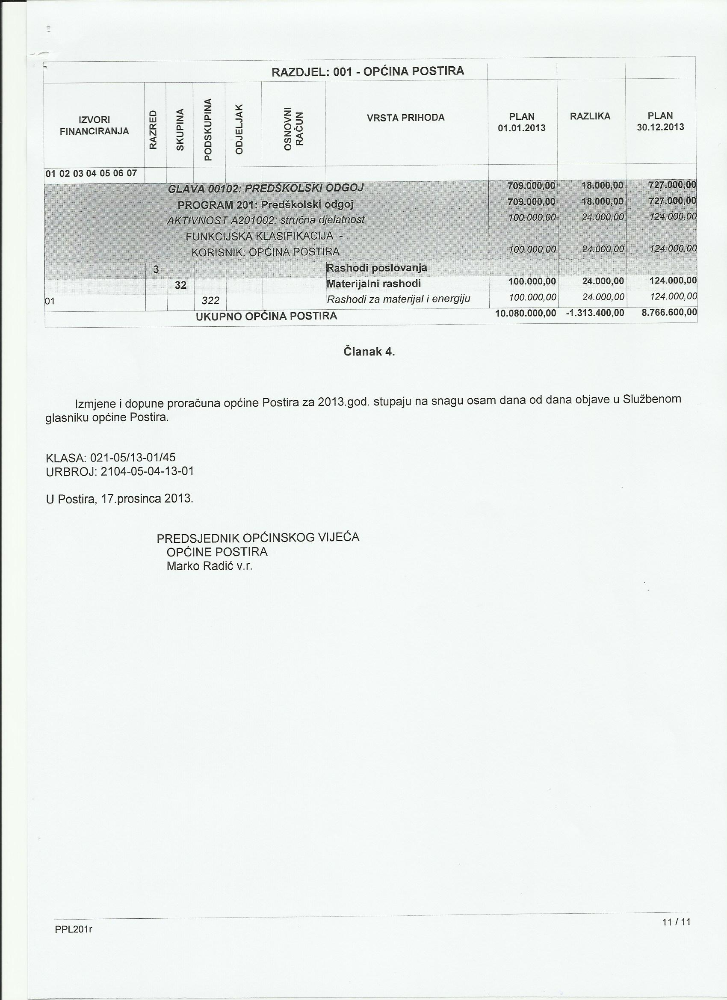 RAZDJEL: 001 - OPĆINA POSTIRA
IZVORI FINANCIRANJA RAZRED SKUPINA PODSKUPINA ODJELJAK OSNOVNI RAČUN VRSTA PRIHODA PLAN 01.01.2013 RAZLIKA PLAN 30.12.2013
01 02 03 04 05 06 07
GLAVA 00102: PREDŠKOLSKI ODGOJ 709.000,00 18.000,00 727.000,00
PROGRAM 201: Predškolski odgoj 709.000,00 18.000,00 727.000,00
AKTIVNOST A201002: stručna djelatnost 100.000,00 24.000,00 124.000,00
FUNKCIJSKA KLASIFIKACIJA -
KORISNIK: OPĆINA POSTIRA 100.000,00 24.000,00 124.000,00
3 Rashodi poslovanja
32 Materijalni rashodi 100.000,00 24.000,00 124.000,00
01 322 Rashodi za materijal i energiju 100.000,00 24.000,00 124.000,00
UKUPNO OPĆINA POSTIRA 10.080.000,00 -1.313.400,00 8.766.600,00
Članak 4.
Izmjene i dopune proračuna općine Postira za 2013.god. stupaju na snagu osam dana od dana objave u Službenom
glasniku općine Postira.
KLASA: 021-05/13-01/45
URBROJ: 2104-05-04-13-01
U Postira, 17.prosinca 2013.
PREDSJEDNIK OPĆINSKOG VIJEĆA
OPĆINE POSTIRA
Marko Radić v.r.
PPL201r 11 / 11